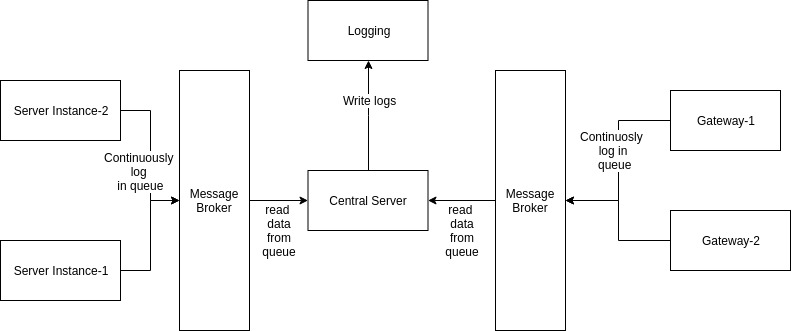 Logging
Write logs
Server Instance-2
Continuously
log
in queue
Server Instance-1
Message
Broker
read
data
from
queue
Central Server
read
data
from
queue
Message
Broker
Continuosly
log in
queue
Gateway-1
Gateway-2